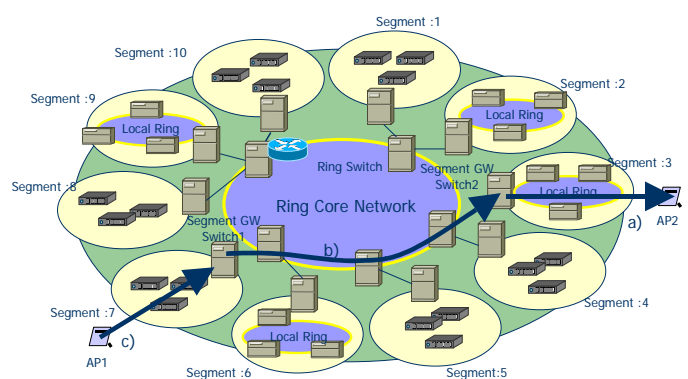 Segment :1
Segment :10
Segment :2
Segment :9
Local Ring
Local Ring
Ring Switch
Segment GW
Switch2
Segment :3
Local Ring
Segment :8
Ring Core Network
Segment GW
Switch1
a)
AP2
b)
Segment :7
c)
AP1
Segment :4
Local Ring
Segment :6
Segment:5